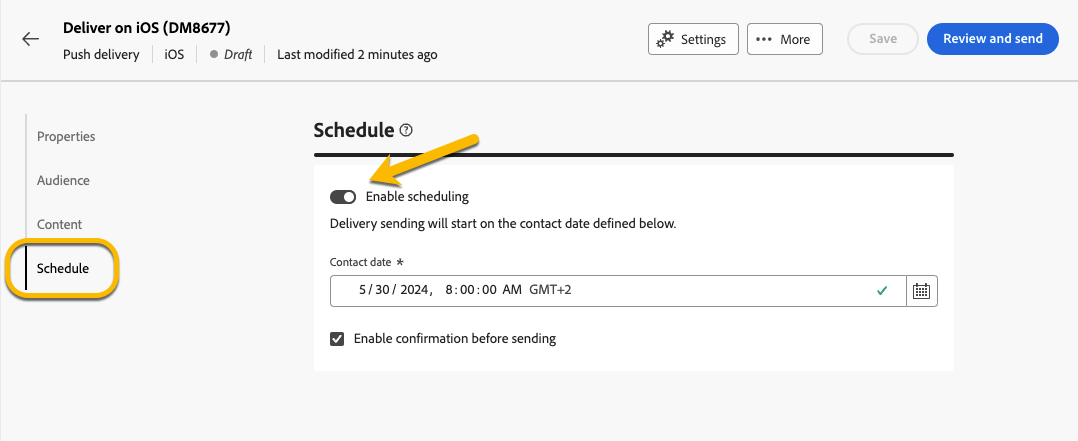 Deliver on iOS (DM8677)
Push delivery iOS Draft Last modified 2 minutes ago
Settings More Save Review and send
Properties
Audience
Content
Schedule
Schedule ?
Enable scheduling
Delivery sending will start on the contact date defined below.
Contact date *
5/30/2024, 8:00:00 AM GMT+2
Enable confirmation before sending